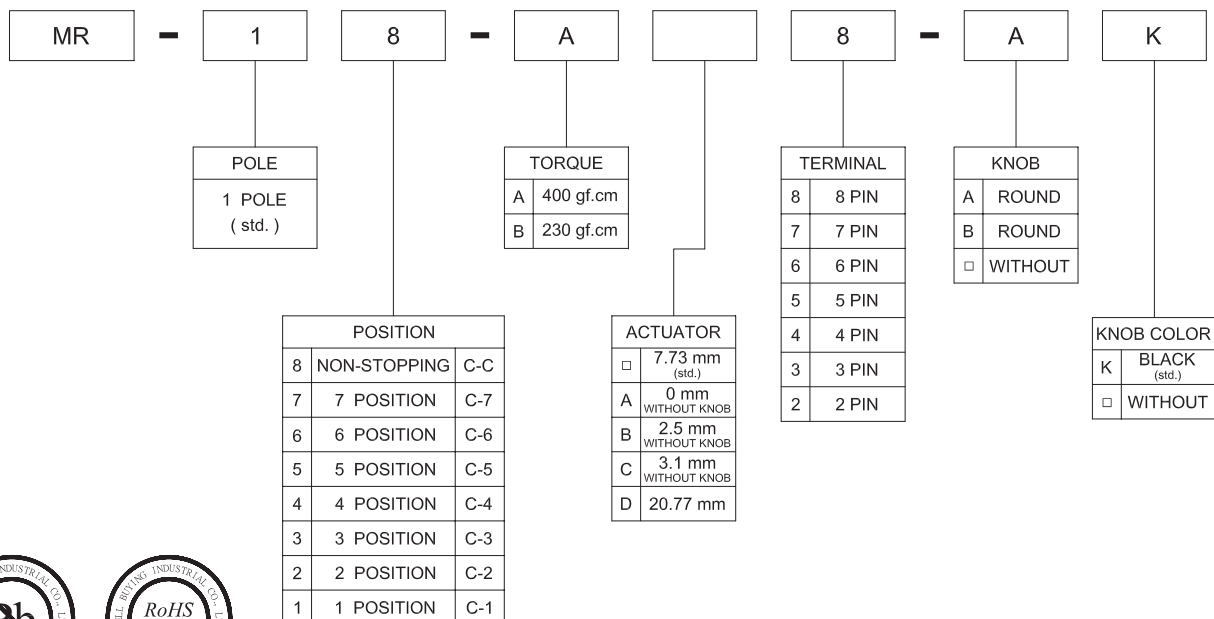 MR - 1 8 - A 8 - A K
POLE
1 POLE
( std. )
TORQUE
A 400 gf.cm
B 230 gf.cm
TERMINAL
8 8 PIN
7 7 PIN
6 6 PIN
5 5 PIN
4 4 PIN
3 3 PIN
2 2 PIN
KNOB
A ROUND
B ROUND
□ WITHOUT
POSITION
8 NON-STOPPING C-C
7 7 POSITION C-7
6 6 POSITION C-6
5 5 POSITION C-5
4 4 POSITION C-4
3 3 POSITION C-3
2 2 POSITION C-2
1 1 POSITION C-1
ACTUATOR
□ 7.73 mm
(std.)
A 0 mm
WITHOUT KNOB
B 2.5 mm
WITHOUT KNOB
C 3.1 mm
WITHOUT KNOB
D 20.77 mm
KNOB COLOR
K BLACK
(std.)
□ WITHOUT
BUYING INDUSTRIAL CO.,
RoHS